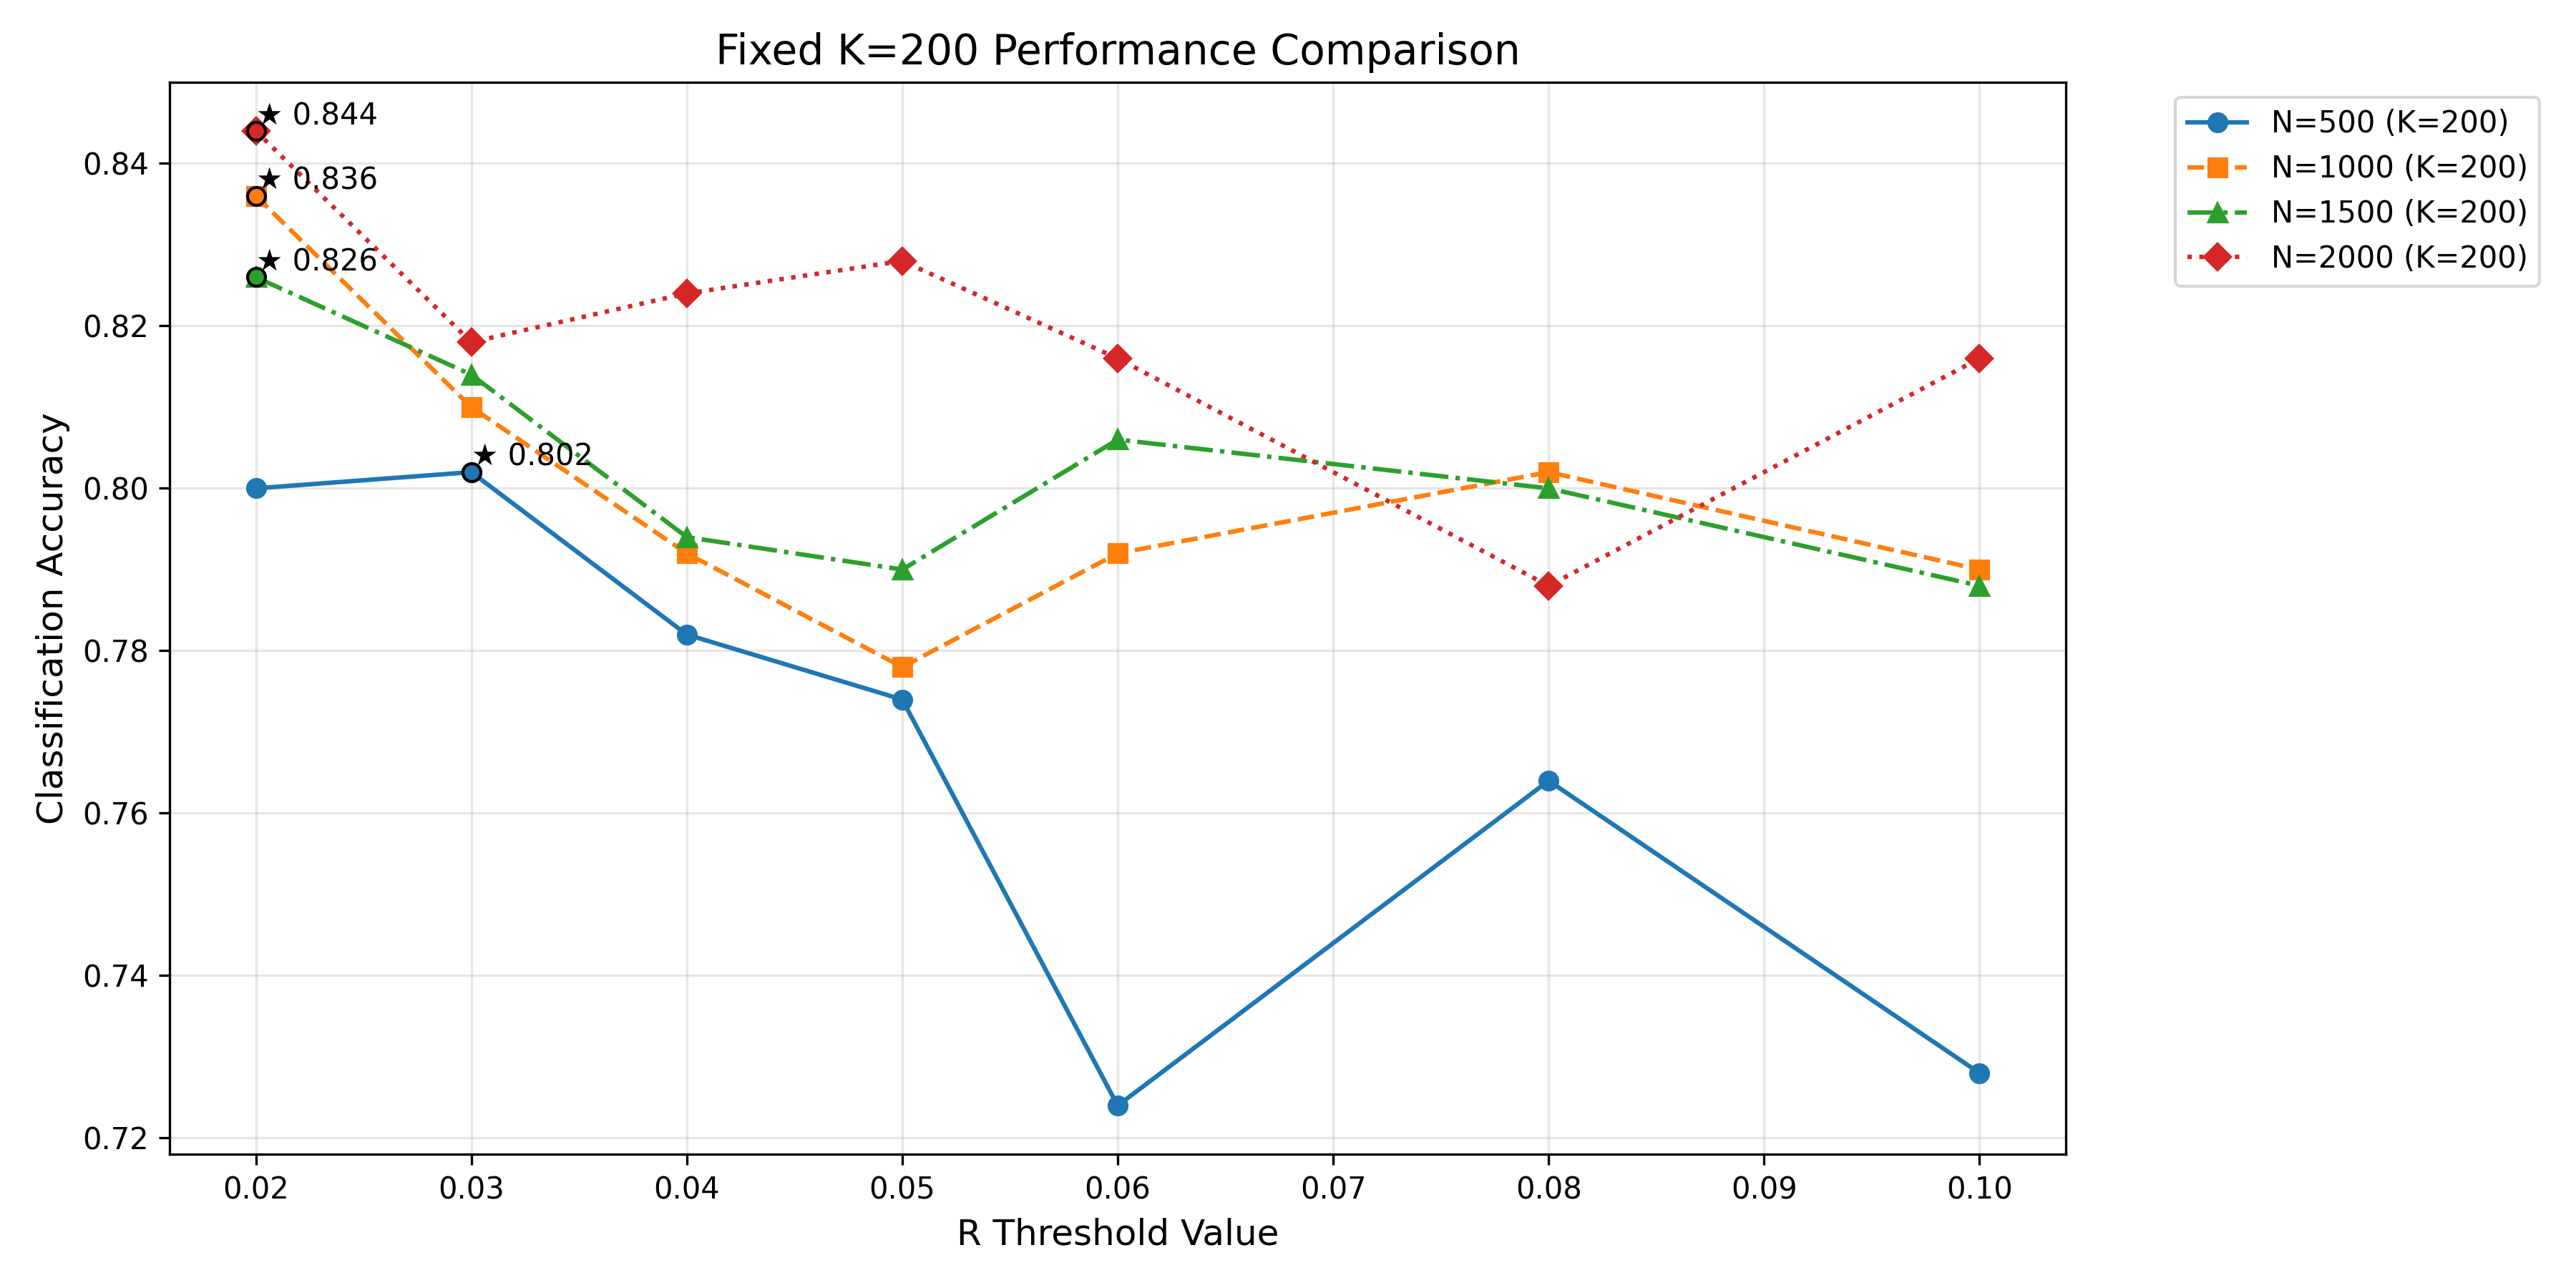 Fixed K=200 Performance Comparison
★ 0.844
★ 0.836
★ 0.826
★ 0.802
N=500 (K=200)
N=1000 (K=200)
N=1500 (K=200)
N=2000 (K=200)
Classification Accuracy
0.84
0.82
0.80
0.78
0.76
0.74
0.72
0.02 0.03 0.04 0.05 0.06 0.07 0.08 0.09 0.10
R Threshold Value